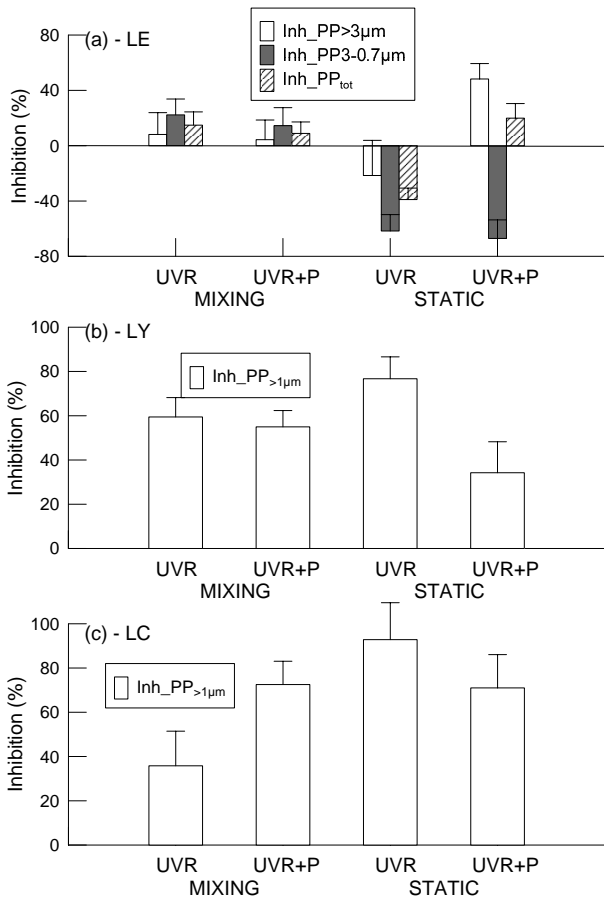 (a) - LE
Inh_PP>3μm
Inh_PP3-0.7μm
Inh_PPtot
Inhibition (%)
80
40
0
-40
-80
UVR UVR+P UVR UVR+P
MIXING STATIC
(b) - LY
Inh_PP>1μm
Inhibition (%)
100
80
60
40
20
0
UVR UVR+P UVR UVR+P
MIXING STATIC
(c) - LC
Inh_PP>1μm
Inhibition (%)
100
80
60
40
20
0
UVR UVR+P UVR UVR+P
MIXING STATIC